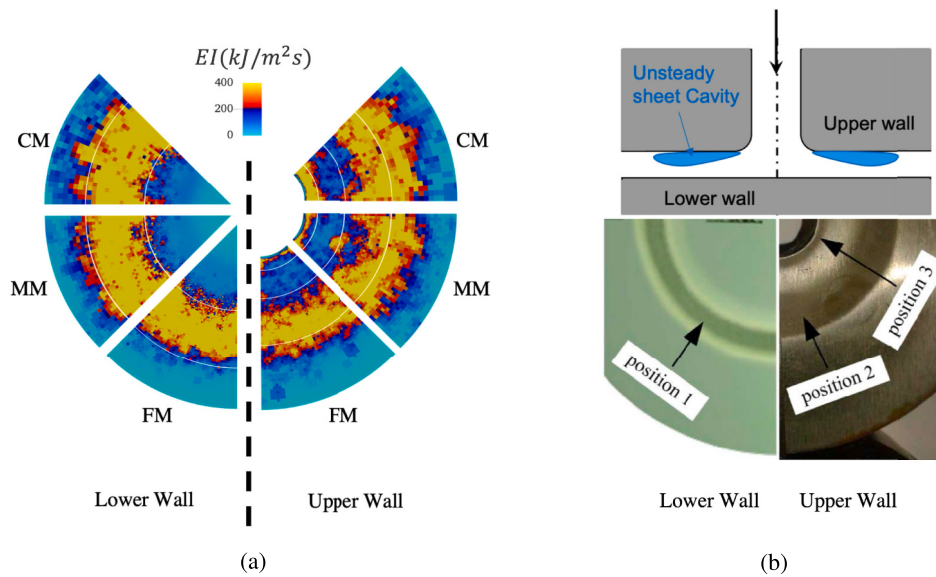 EI(kJ/m²s)
400
200
0
CM
CM
MM
MM
FM
FM
Lower Wall
Upper Wall
(a)
Unsteady
sheet Cavity
Upper wall
Lower wall
position 1
position 2
position 3
Lower Wall
Upper Wall
(b)